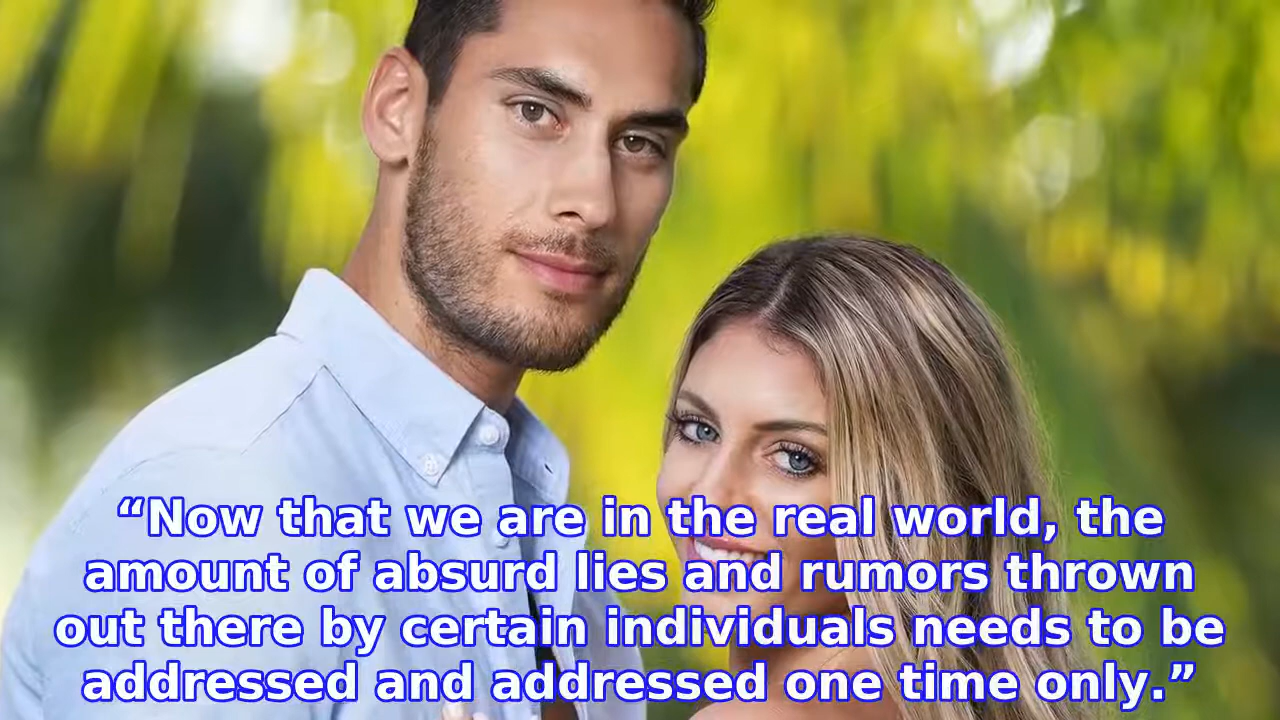 “Now that we are in the real world, the
amount of absurd lies and rumors thrown
out there by certain individuals needs to be
addressed and addressed one time only.”